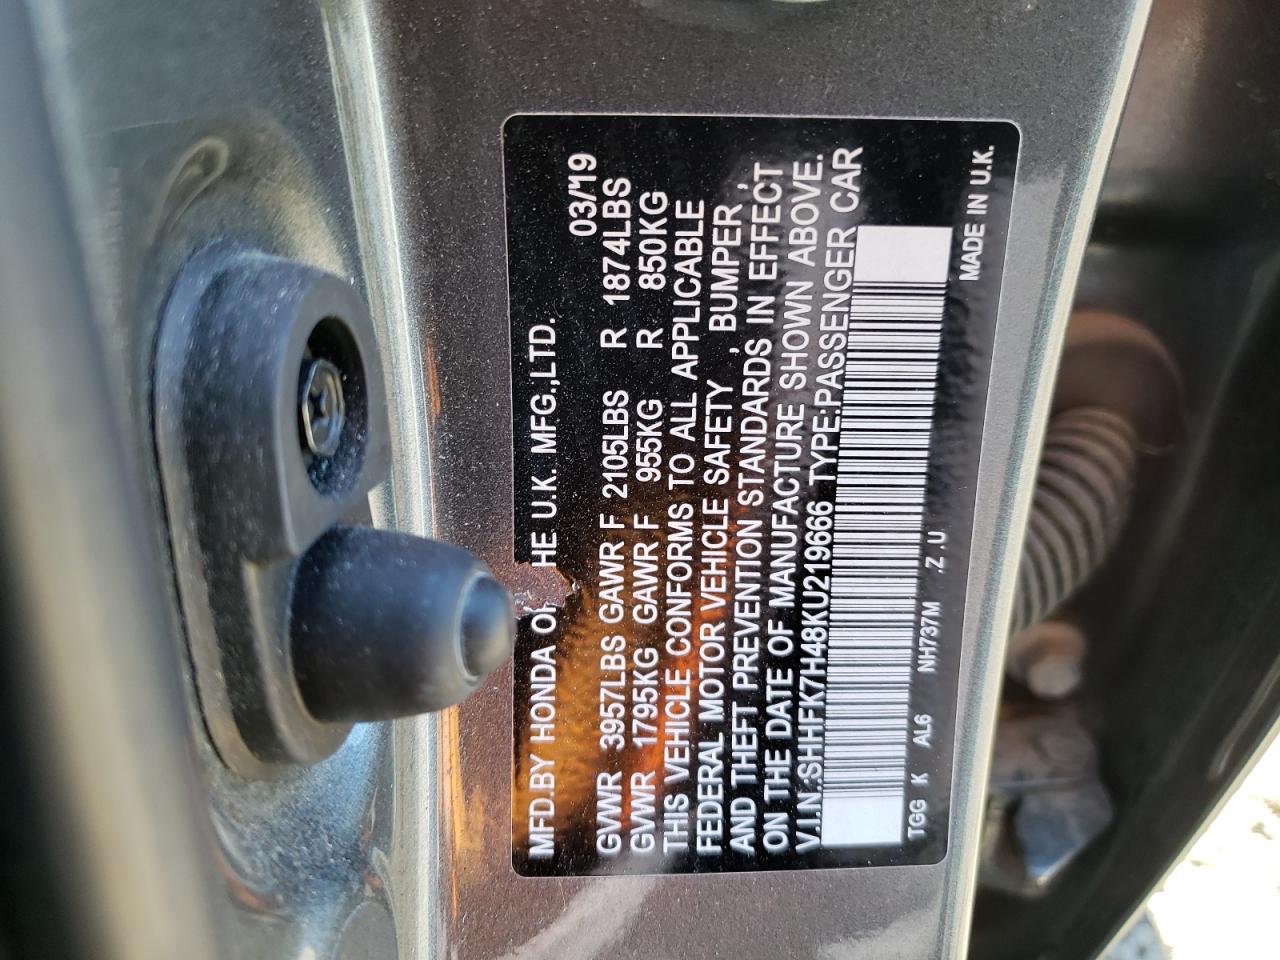 MFD.BY HONDA OF THE U.K. MFG.,LTD.
03/19
GVWR 3957LBS GAWR F 2105LBS R 1874LBS
GVWR 1795KG GAWR F 955KG R 850KG
THIS VEHICLE CONFORMS TO ALL APPLICABLE
FEDERAL MOTOR VEHICLE SAFETY , BUMPER ,
AND THEFT PREVENTION STANDARDS IN EFFECT
ON THE DATE OF MANUFACTURE SHOWN ABOVE.
V.I.N.:SHHFK7H48KU219666 TYPE:PASSENGER CAR
TGG K AL6 NH737M .Z.U
MADE IN U.K.